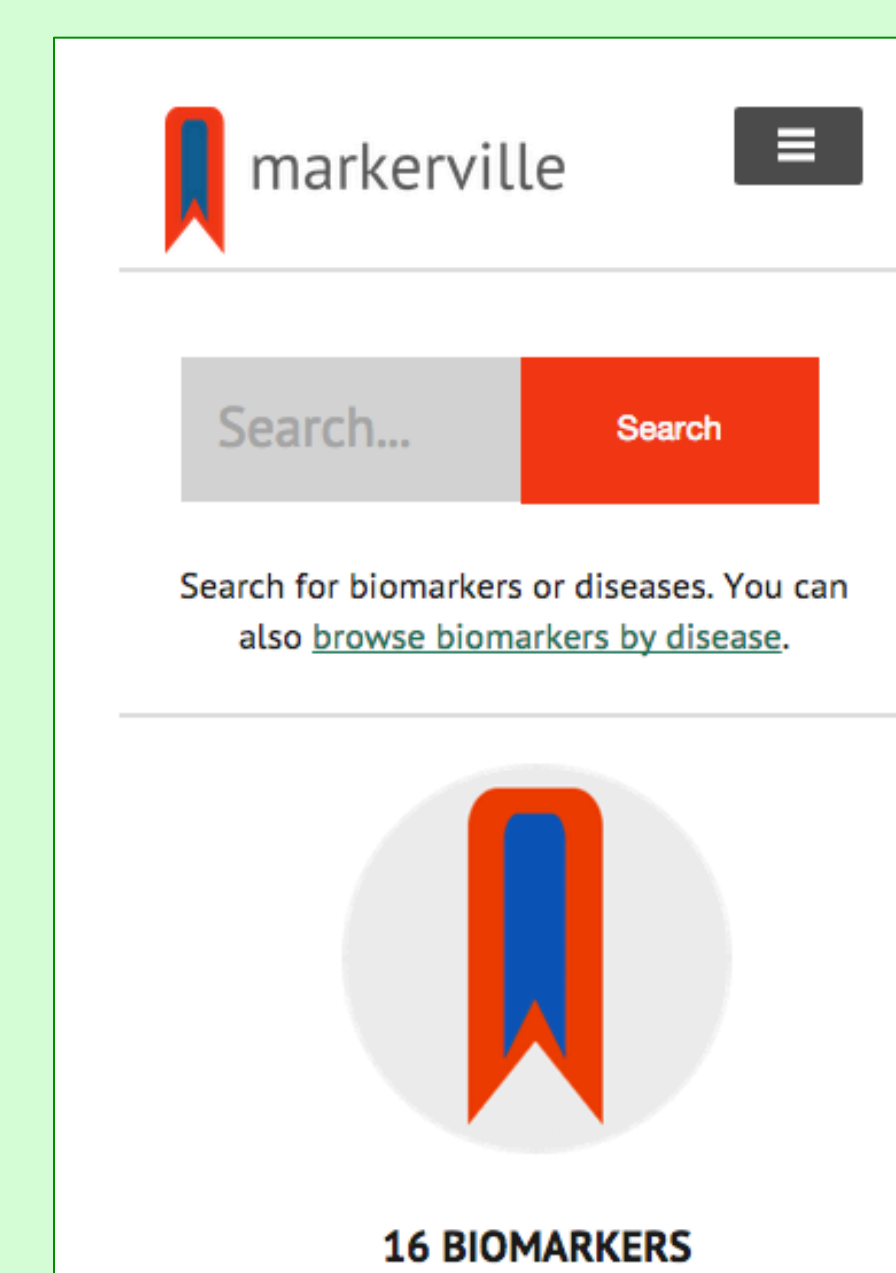 markerville
Search...
Search
Search for biomarkers or diseases. You can
also browse biomarkers by disease.
16 BIOMARKERS